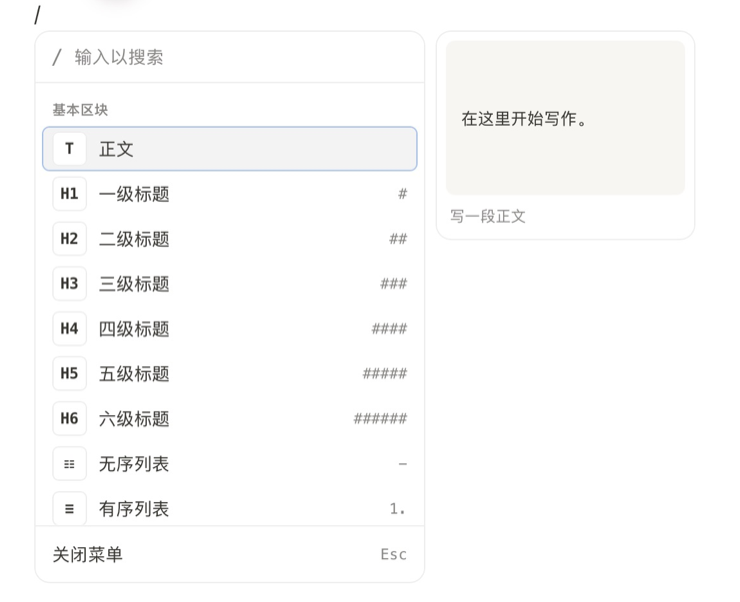 /
/ 输入以搜索
基本区块
T 正文
H1 一级标题 #
H2 二级标题 ##
H3 三级标题 ###
H4 四级标题 ####
H5 五级标题 #####
H6 六级标题 ######
无序列表 –
有序列表 1.
关闭菜单 Esc
在这里开始写作。
写一段正文